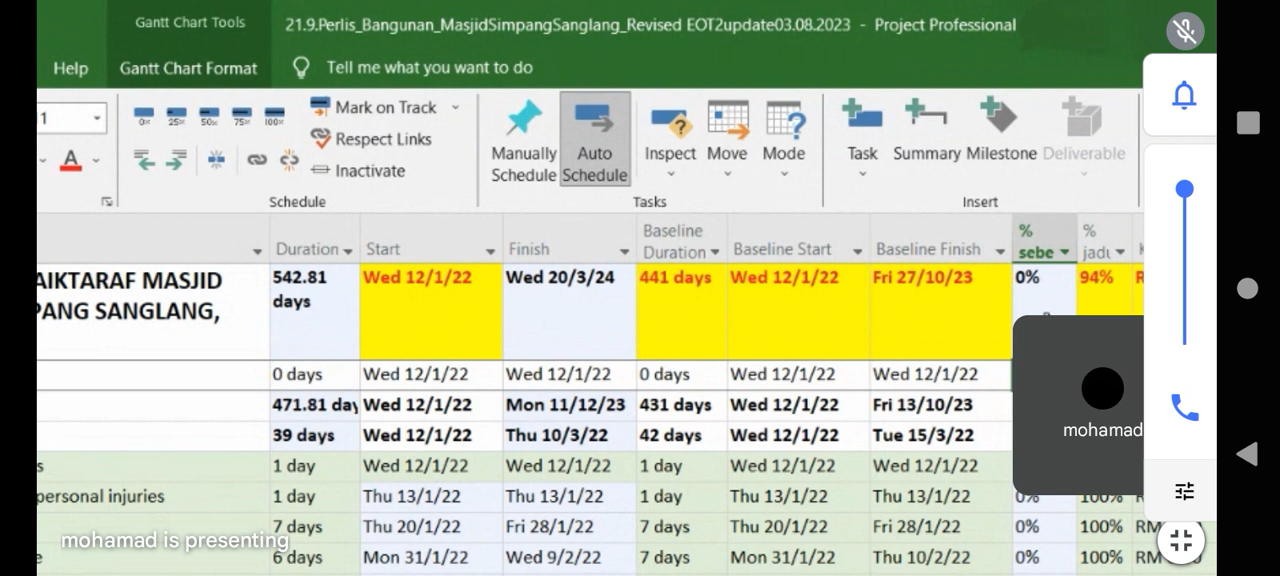 Gantt Chart Tools
21.9.Perlis_Bangunan_MasjidSimpangSanglang_Revised EOT2update03.08.2023 - Project Professional
Help
Gantt Chart Format
Tell me what you want to do
1
0%
25%
50%
75%
100%
A
Mark on Track
Respect Links
Inactivate
Schedule
Manually Schedule
Auto Schedule
Inspect
Move
Mode
Tasks
Task
Summary
Milestone
Deliverable
Insert
Duration
Start
Finish
Baseline Duration
Baseline Start
Baseline Finish
% sebe
% jadu
AIKTARAF MASJID
PANG SANGLANG,
542.81 days
Wed 12/1/22
Wed 20/3/24
441 days
Wed 12/1/22
Fri 27/10/23
0%
94%
R
0 days Wed 12/1/22 Wed 12/1/22 0 days Wed 12/1/22 Wed 12/1/22
471.81 day Wed 12/1/22 Mon 11/12/23 431 days Wed 12/1/22 Fri 13/10/23
39 days Wed 12/1/22 Thu 10/3/22 42 days Wed 12/1/22 Tue 15/3/22
s 1 day Wed 12/1/22 Wed 12/1/22 1 day Wed 12/1/22 Wed 12/1/22
personal injuries 1 day Thu 13/1/22 Thu 13/1/22 1 day Thu 13/1/22 Thu 13/1/22 0% 100% R
7 days Thu 20/1/22 Fri 28/1/22 7 days Thu 20/1/22 Fri 28/1/22 0% 100% RM
e 6 days Mon 31/1/22 Wed 9/2/22 7 days Mon 31/1/22 Thu 10/2/22 0% 100% RM
mohamad
mohamad is presenting